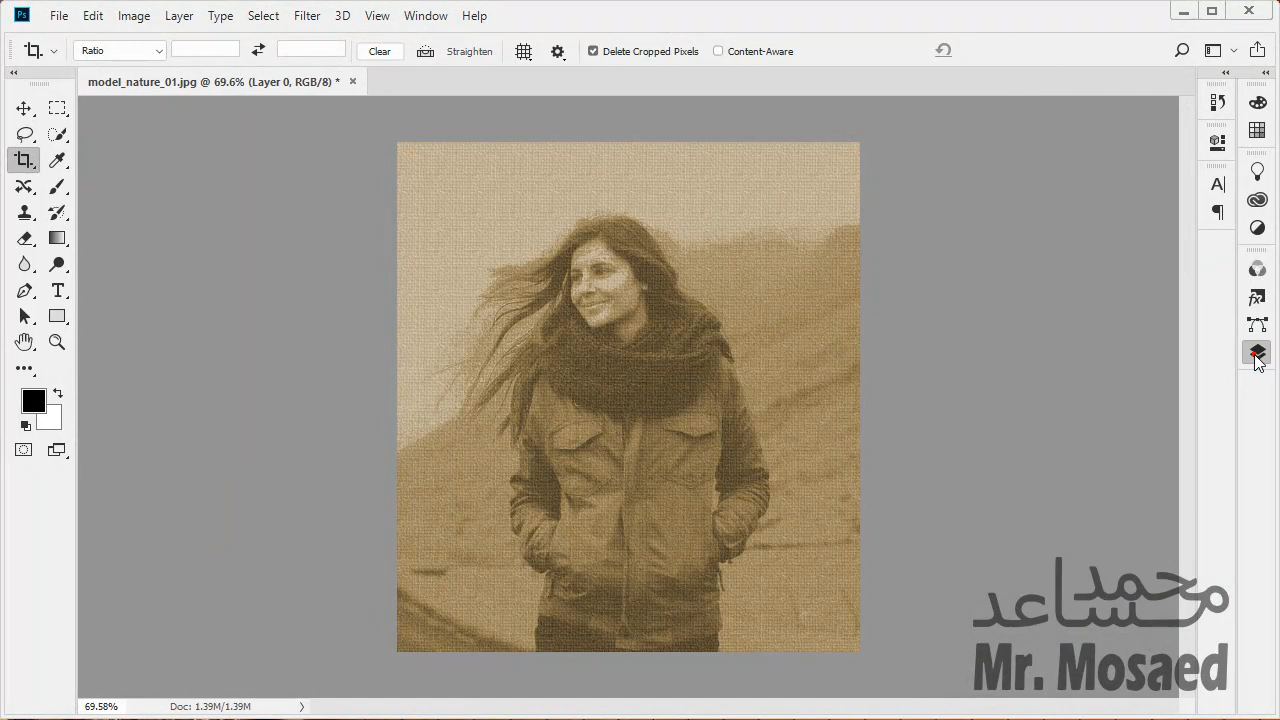 Ps File Edit Image Layer Type Select Filter 3D View Window Help
Ratio Clear Straighten Delete Cropped Pixels Content-Aware
model_nature_01.jpg @ 69.6% (Layer 0, RGB/8) *
محمد
مساعد
Mr. Mosaed
69.58% Doc: 1.39M/1.39M